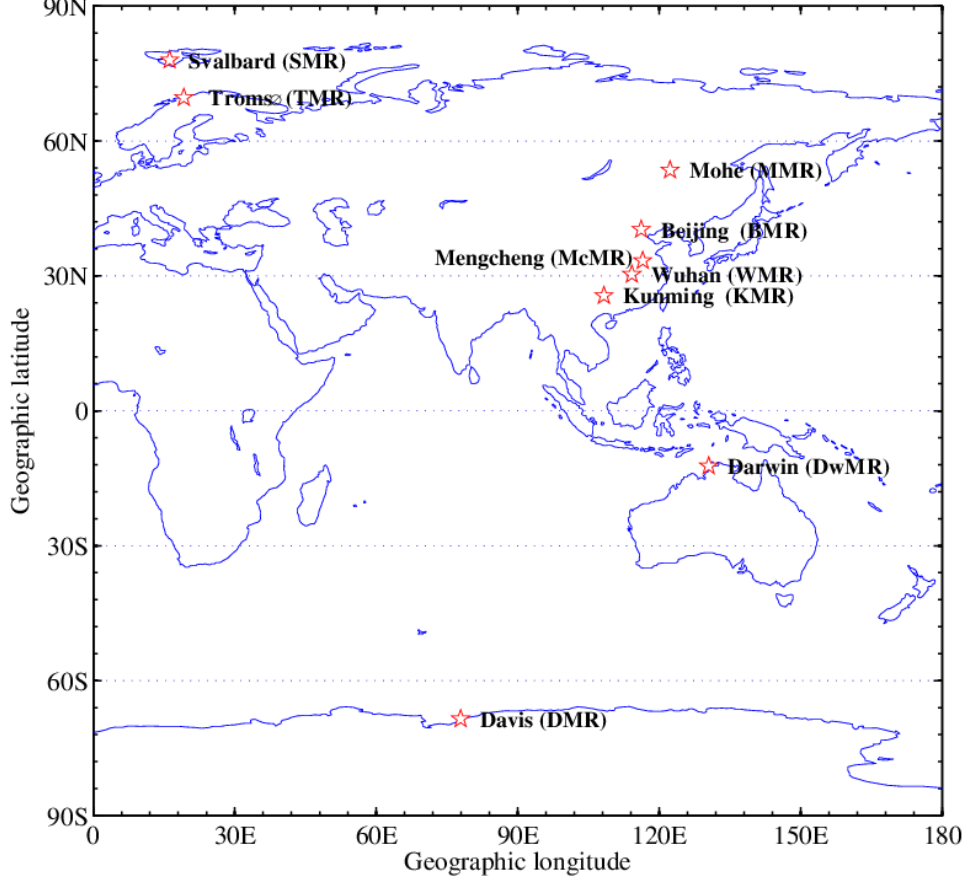 90N
Svalbard (SMR)
Tromsø (TMR)
60N
Mohe (MMR)
Beijing (BMR)
Mengcheng (McMR)
30N
Wuhan (WMR)
Kunming (KMR)
Geographic latitude
0
Darwin (DwMR)
30S
60S
Davis (DMR)
90S
0 30E 60E 90E 120E 150E 180
Geographic longitude